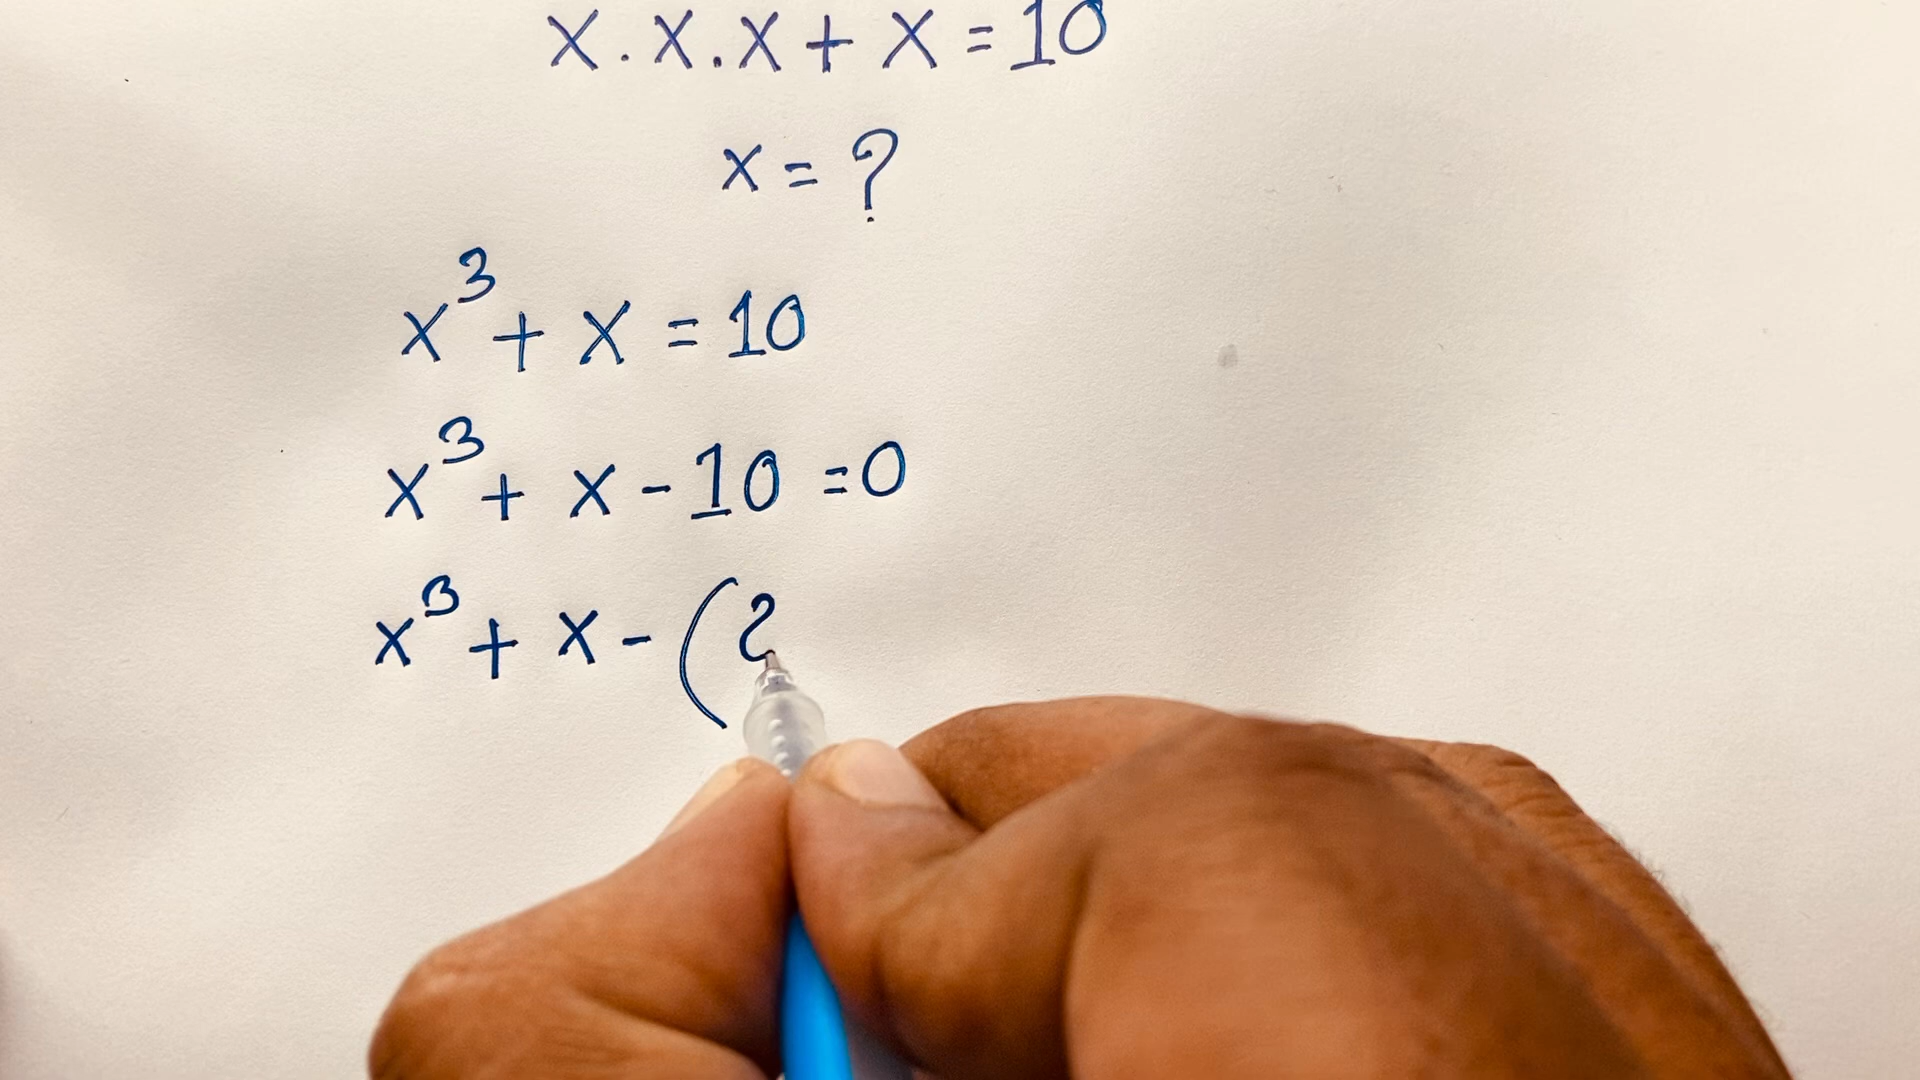 x . x . x + x = 10
x = ?
x³ + x = 10
x³ + x - 10 = 0
x³ + x - (2